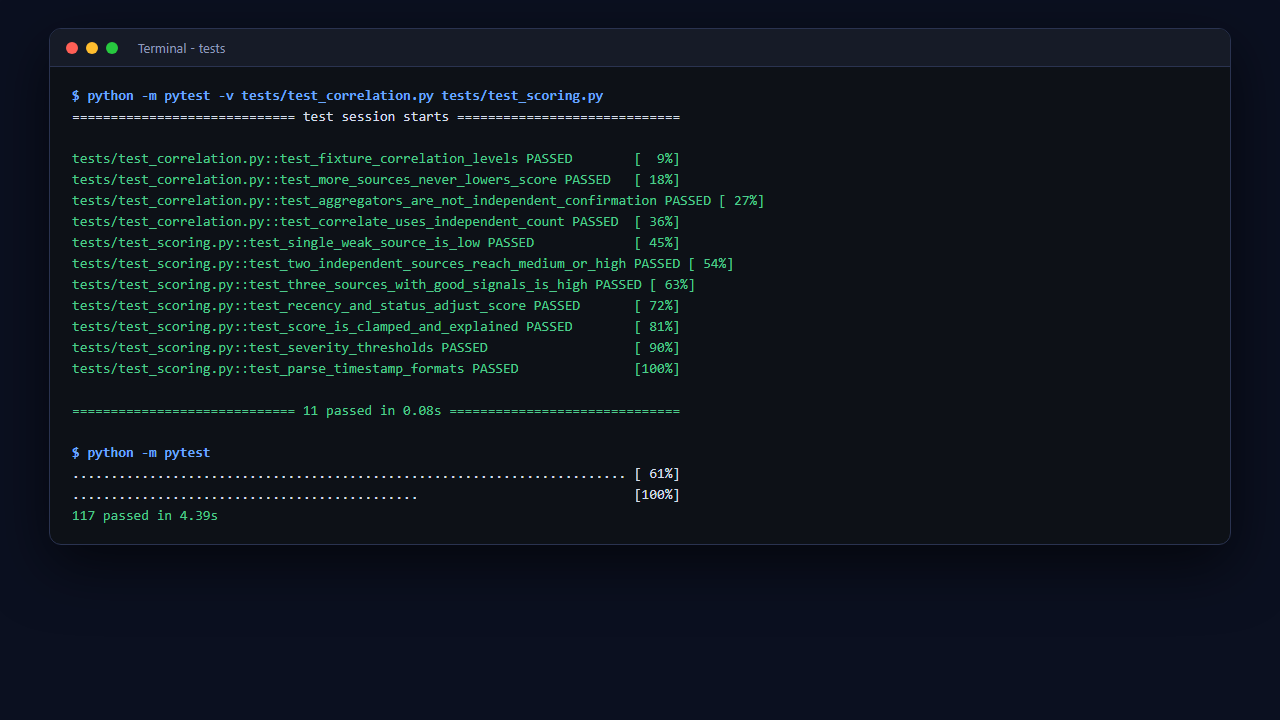 Terminal - tests
$ python -m pytest -v tests/test_correlation.py tests/test_scoring.py
============================= test session starts =============================
tests/test_correlation.py::test_fixture_correlation_levels PASSED        [  9%]
tests/test_correlation.py::test_more_sources_never_lowers_score PASSED   [ 18%]
tests/test_correlation.py::test_aggregators_are_not_independent_confirmation PASSED [ 27%]
tests/test_correlation.py::test_correlate_uses_independent_count PASSED  [ 36%]
tests/test_scoring.py::test_single_weak_source_is_low PASSED             [ 45%]
tests/test_scoring.py::test_two_independent_sources_reach_medium_or_high PASSED [ 54%]
tests/test_scoring.py::test_three_sources_with_good_signals_is_high PASSED [ 63%]
tests/test_scoring.py::test_recency_and_status_adjust_score PASSED       [ 72%]
tests/test_scoring.py::test_score_is_clamped_and_explained PASSED        [ 81%]
tests/test_scoring.py::test_severity_thresholds PASSED                   [ 90%]
tests/test_scoring.py::test_parse_timestamp_formats PASSED               [100%]
============================= 11 passed in 0.08s ==============================
$ python -m pytest
........................................................................ [ 61%]
.............................................                            [100%]
117 passed in 4.39s